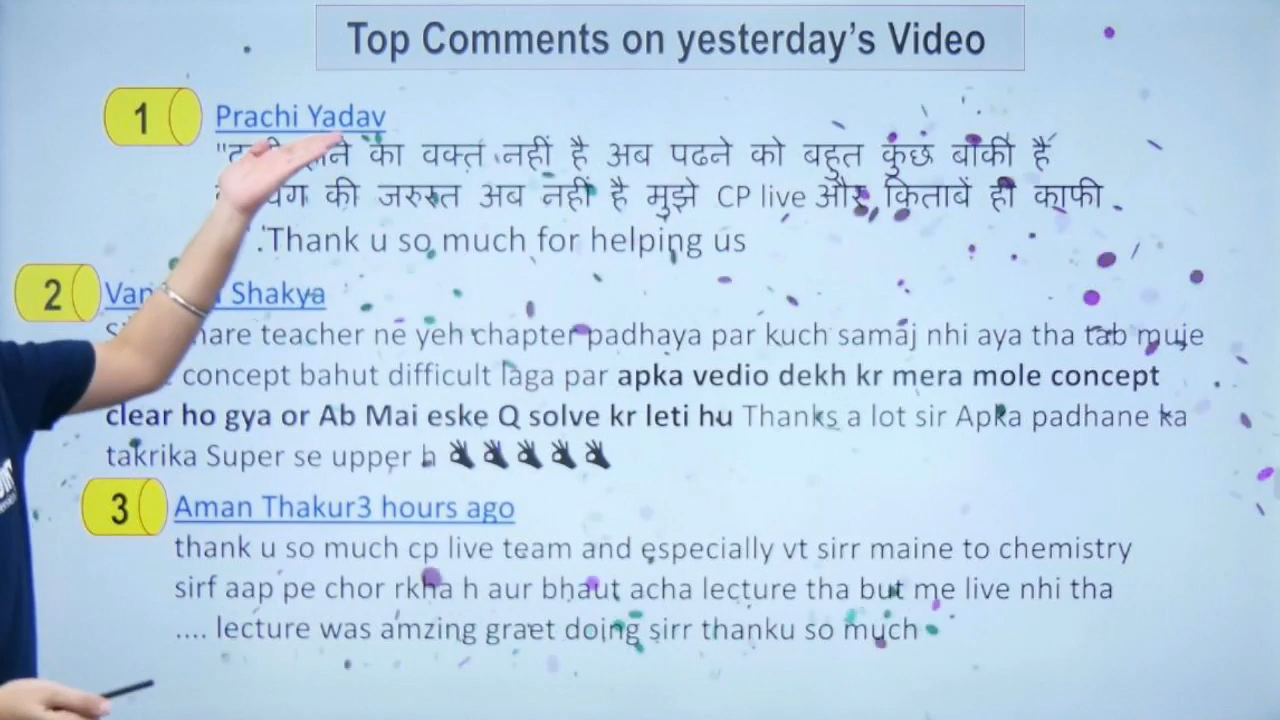 Top Comments on yesterday's Video
1 Prachi Yadav
का वक्त नहीं है अब पढने को बहुत कुछ बाकी है
की जरुरत अब नहीं है मुझे CP live और किताबें ही काफी
.Thank u so much for helping us
2 Shakya
teacher ne yeh chapter padhaya par kuch samaj nhi aya tha tab muje
concept bahut difficult laga par apka vedio dekh kr mera mole concept
clear ho gya or Ab Mai eske Q solve kr leti hu Thanks a lot sir Apka padhane ka
takrika Super se upper h 👌👌👌👌👌
3 Aman Thakur3 hours ago
thank u so much cp live team and especially vt sirr maine to chemistry
sirf aap pe chor rkha h aur bhaut acha lecture tha but me live nhi tha
.... lecture was amzing graet doing sirr thanku so much